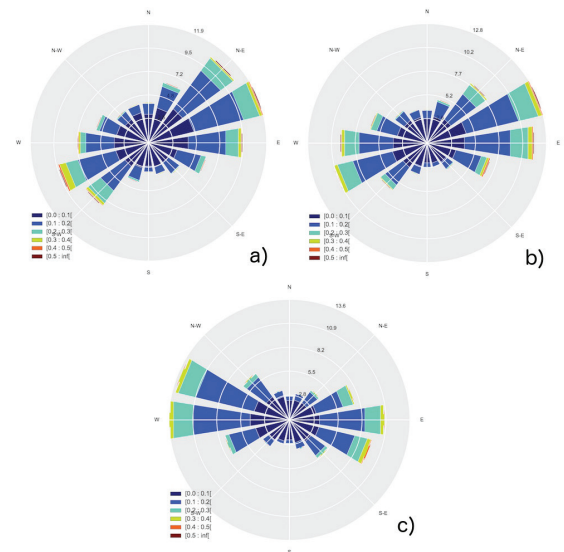 N
11.9
N-W
9.5
N-E
7.2
W
E
[0.0 : 0.1[
[0.1 : 0.2[
[0.2 : 0.3[
[0.3 : 0.4[
[0.4 : 0.5[
[0.5 : inf[
S-W
S-E
S
a)
N
12.8
N-W
10.2
N-E
7.7
5.2
W
E
[0.0 : 0.1[
[0.1 : 0.2[
[0.2 : 0.3[
[0.3 : 0.4[
[0.4 : 0.5[
[0.5 : inf[
S-W
S-E
S
b)
N
13.6
N-W
10.9
N-E
8.2
5.5
W
E
[0.0 : 0.1[
[0.1 : 0.2[
[0.2 : 0.3[
[0.3 : 0.4[
[0.4 : 0.5[
[0.5 : inf[
S-W
S-E
c)